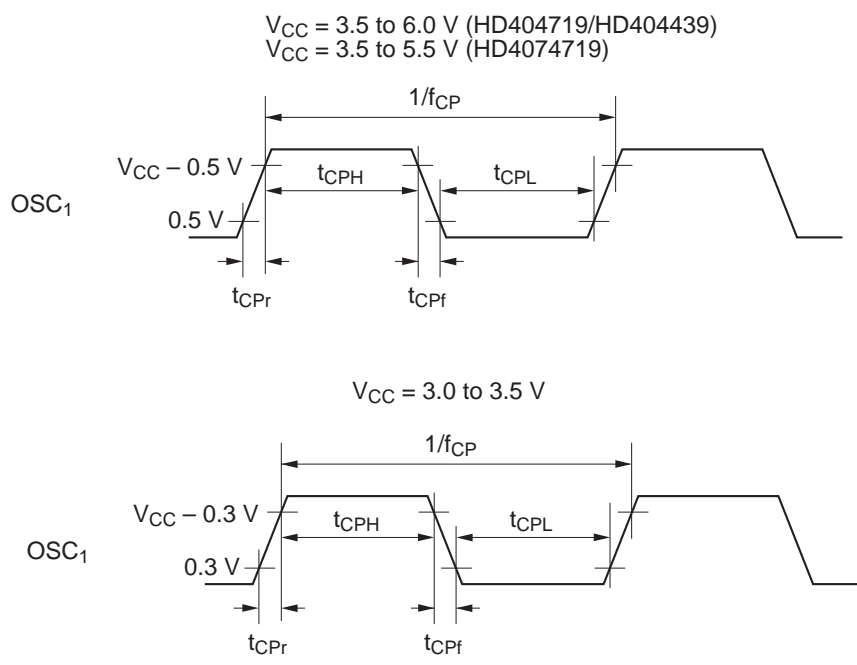 V_CC = 3.5 to 6.0 V (HD404719/HD404439)
V_CC = 3.5 to 5.5 V (HD4074719)
1/f_CP
V_CC – 0.5 V
t_CPH
t_CPL
OSC_1
0.5 V
t_CPr
t_CPf
V_CC = 3.0 to 3.5 V
1/f_CP
V_CC – 0.3 V
t_CPH
t_CPL
OSC_1
0.3 V
t_CPr
t_CPf